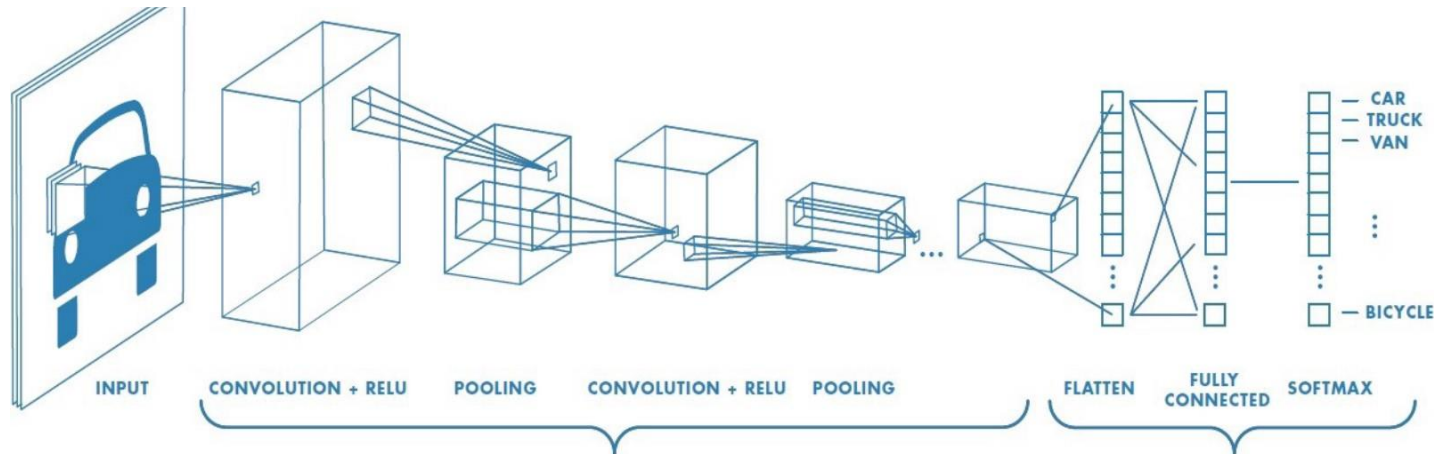 CAR
TRUCK
VAN
BICYCLE
INPUT
CONVOLUTION + RELU
POOLING
CONVOLUTION + RELU
POOLING
FLATTEN
FULLY
CONNECTED
SOFTMAX